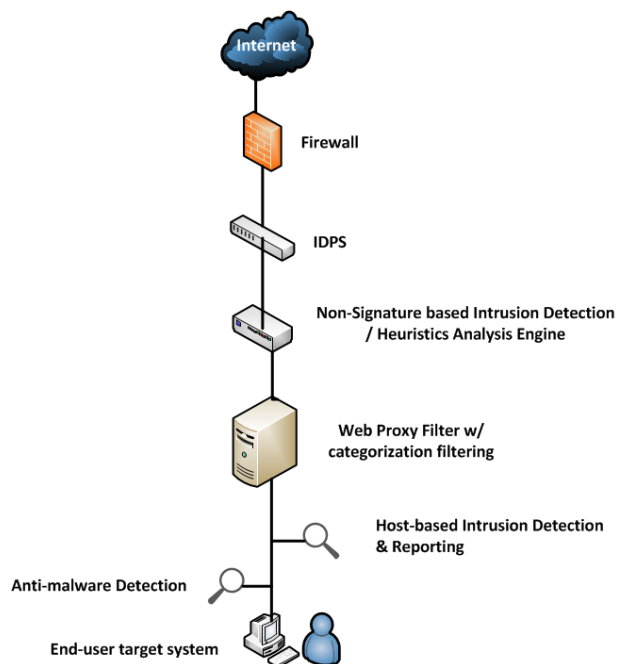 Internet
Firewall
IDPS
Non-Signature based Intrusion Detection
/ Heuristics Analysis Engine
Web Proxy Filter w/
categorization filtering
Host-based Intrusion Detection
& Reporting
Anti-malware Detection
End-user target system